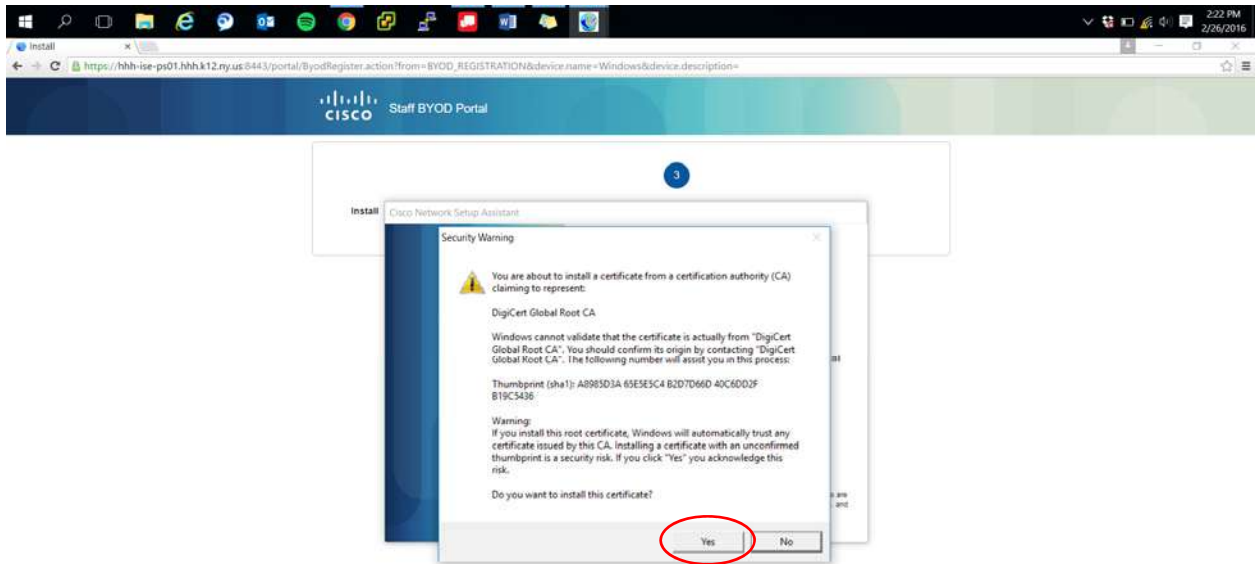 2:22 PM
2/26/2016
Install
https://hhh-ise-ps01.hhh.k12.ny.us:8443/portal/ByodRegister.action?from=BYOD_REGISTRATION&device.name=Windows&device.description=
cisco Staff BYOD Portal
3
Install
Cisco Network Setup Assistant
Security Warning
You are about to install a certificate from a certification authority (CA)
claiming to represent:
DigiCert Global Root CA
Windows cannot validate that the certificate is actually from "DigiCert
Global Root CA". You should confirm its origin by contacting "DigiCert
Global Root CA". The following number will assist you in this process:
Thumbprint (sha1): A8985D3A 65E5E5C4 B2D7D66D 40C6DD2F
B19C5436
Warning:
If you install this root certificate, Windows will automatically trust any
certificate issued by this CA. Installing a certificate with an unconfirmed
thumbprint is a security risk. If you click "Yes" you acknowledge this
risk.
Do you want to install this certificate?
s are
, and
Yes
No